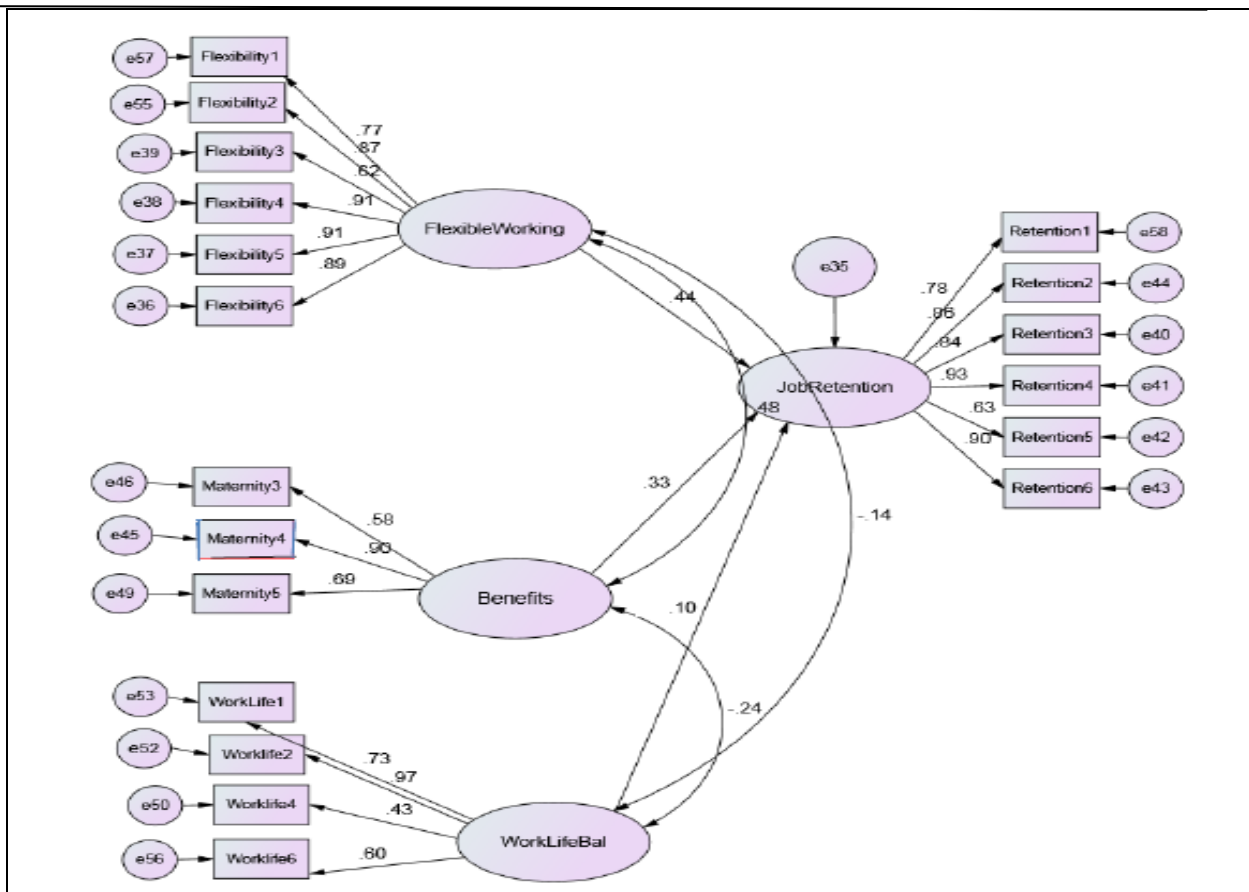 e57
Flexibility1
e55
Flexibility2
e39
Flexibility3
e38
Flexibility4
e37
Flexibility5
e36
Flexibility6
.77
.87
.62
.91
.91
.89
FlexibleWorking
e35
.44
JobRetention
.48
.33
-.14
.10
-.24
Retention1
e58
Retention2
e44
Retention3
e40
Retention4
e41
Retention5
e42
Retention6
e43
.78
.86
.84
.93
.63
.90
e46
Maternity3
e45
Maternity4
e49
Maternity5
.58
.90
.69
Benefits
e53
WorkLife1
e52
Worklife2
e50
Worklife4
e56
Worklife6
.73
.97
.43
.60
WorkLifeBal